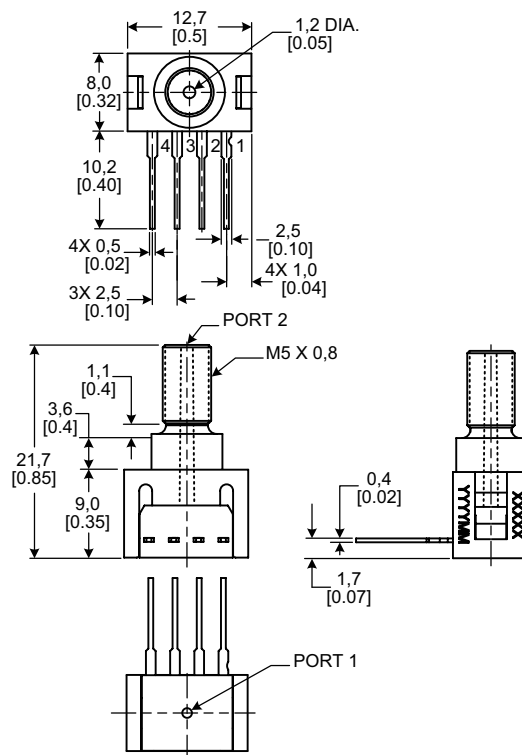 12,7
[0.5]
1,2 DIA.
[0.05]
8,0
[0.32]
10,2
[0.40]
4 3 2 1
4X 0,5
[0.02]
2,5
[0.10]
4X 1,0
[0.04]
3X 2,5
[0.10]
PORT 2
M5 X 0,8
1,1
[0.4]
3,6
[0.4]
21,7
[0.85]
9,0
[0.35]
0,4
[0.02]
YYYMM
XXXXX
1,7
[0.07]
PORT 1